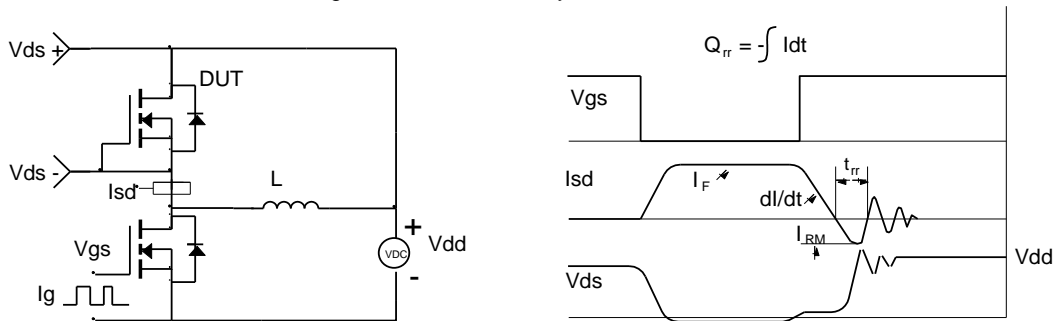 Vds +
DUT
Vds -
Isd
L
Vgs
Ig
+
VDC
-
Vdd
Q_rr = -∫ Idt
Vgs
Isd
I_F
dI/dt
t_rr
I_RM
Vdd
Vds